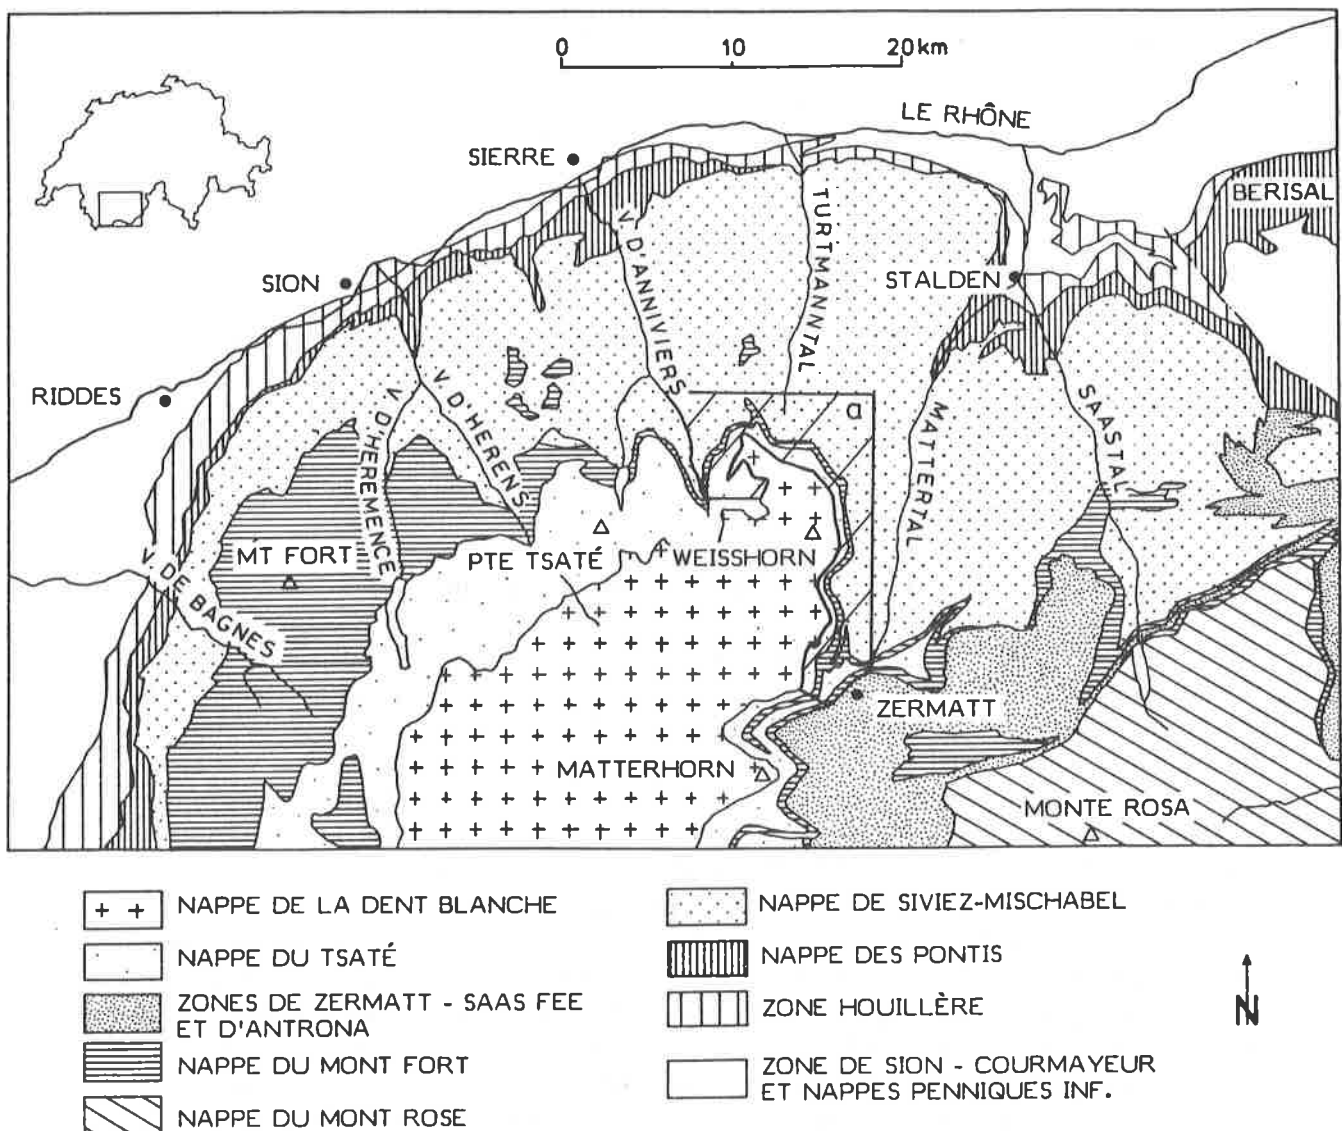 0 10 20 km
LE RHÔNE
SIERRE
BERISAL
SION
STALDEN
V. D'ANNIVIERS
TURTMANNTAL
RIDDES
V. D'HÉRÉMENCE
V. D'HERENS
a
MATTERTAL
SAASTAL
MT FORT
PTE TSATÉ
WEISSHORN
V. DE BAGNES
ZERMATT
MATTERHORN
MONTE ROSA
NAPPE DE LA DENT BLANCHE
NAPPE DU TSATÉ
ZONES DE ZERMATT - SAAS FEE
ET D'ANTRONA
NAPPE DU MONT FORT
NAPPE DU MONT ROSE
NAPPE DE SIVIEZ-MISCHABEL
NAPPE DES PONTIS
ZONE HOUILLÈRE
ZONE DE SION - COURMAYEUR
ET NAPPES PENNIQUES INF.
N